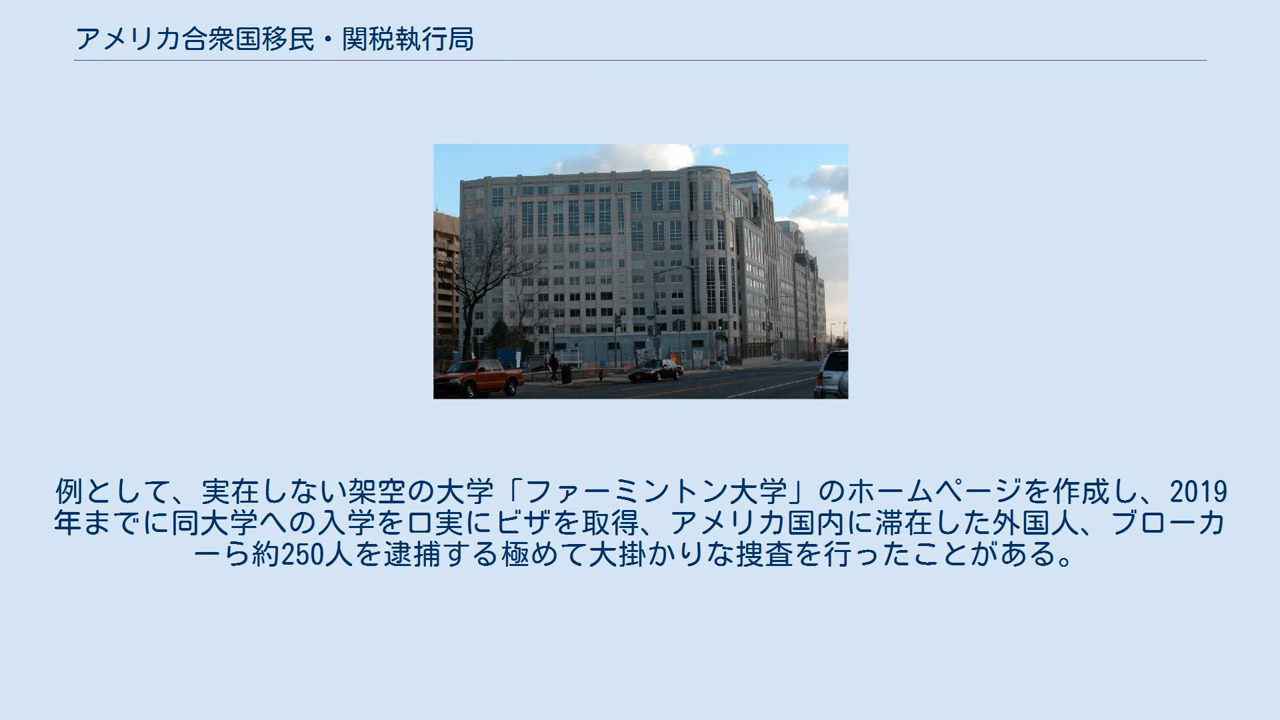 アメリカ合衆国移民・関税執行局
例として、実在しない架空の大学「ファーミントン大学」のホームページを作成し、2019
年までに同大学への入学を口実にビザを取得、アメリカ国内に滞在した外国人、ブローカ
ーら約250人を逮捕する極めて大掛かりな捜査を行ったことがある。